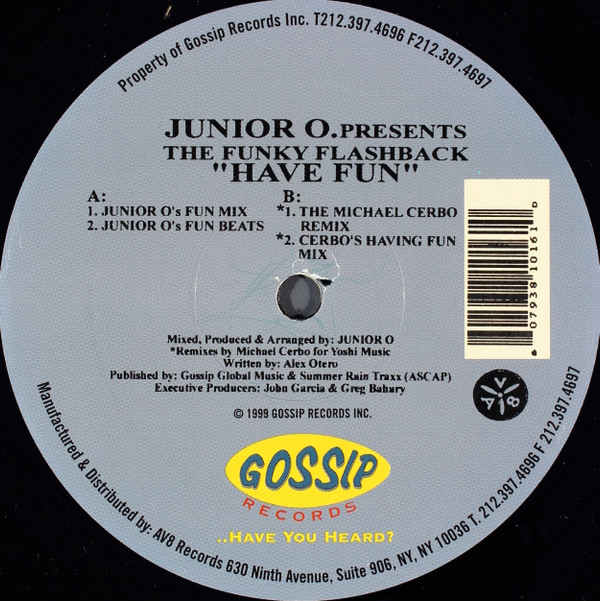 Property of Gossip Records Inc. T212.397.4696 F212.397.4697
JUNIOR O.PRESENTS
THE FUNKY FLASHBACK
"HAVE FUN"
A:
1. JUNIOR O's FUN MIX
2. JUNIOR O's FUN BEATS
B:
*1. THE MICHAEL CERBO
REMIX
*2. CERBO'S HAVING FUN
MIX
6 07938 10161 0
Mixed, Produced & Arranged by: JUNIOR O
*Remixes by Michael Cerbo for Yoshi Music
Written by: Alex Otero
Published by: Gossip Global Music & Summer Rain Traxx (ASCAP)
Executive Producers: John Garcia & Greg Bahary
© 1999 GOSSIP RECORDS INC.
AV8
GOSSIP
RECORDS
..HAVE YOU HEARD?
Manufactured & Distributed by: AV8 Records 630 Ninth Avenue, Suite 906, NY, NY 10036 T. 212.397.4696 F 212.397.4697